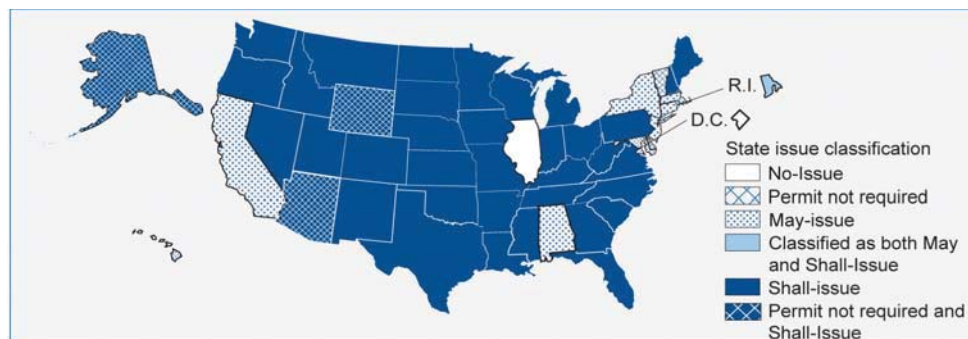 R.I.
D.C.
State issue classification
No-Issue
Permit not required
May-issue
Classified as both May
and Shall-Issue
Shall-issue
Permit not required and
Shall-Issue